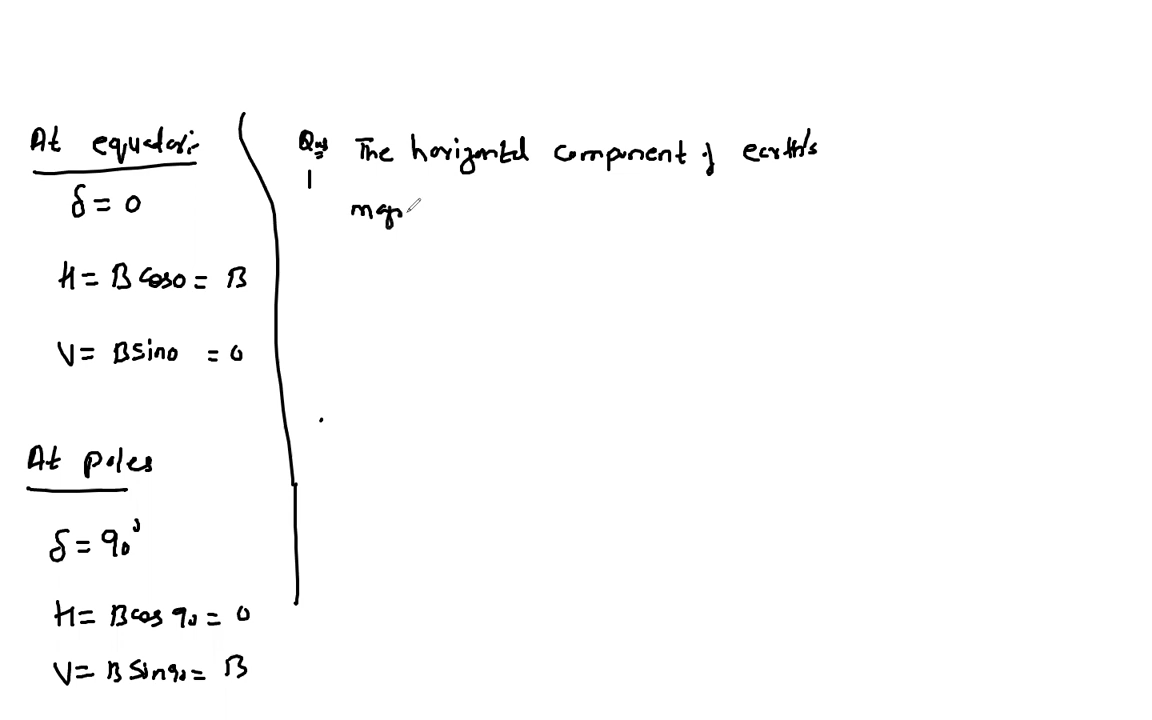 At equator:-
δ = 0
H = B cos0 = B
V = B sin0 = 0
At poles
δ = 90°
H = B cos 90 = 0
V = B Sin90 = B
Ques The horizontal component of earth's
1